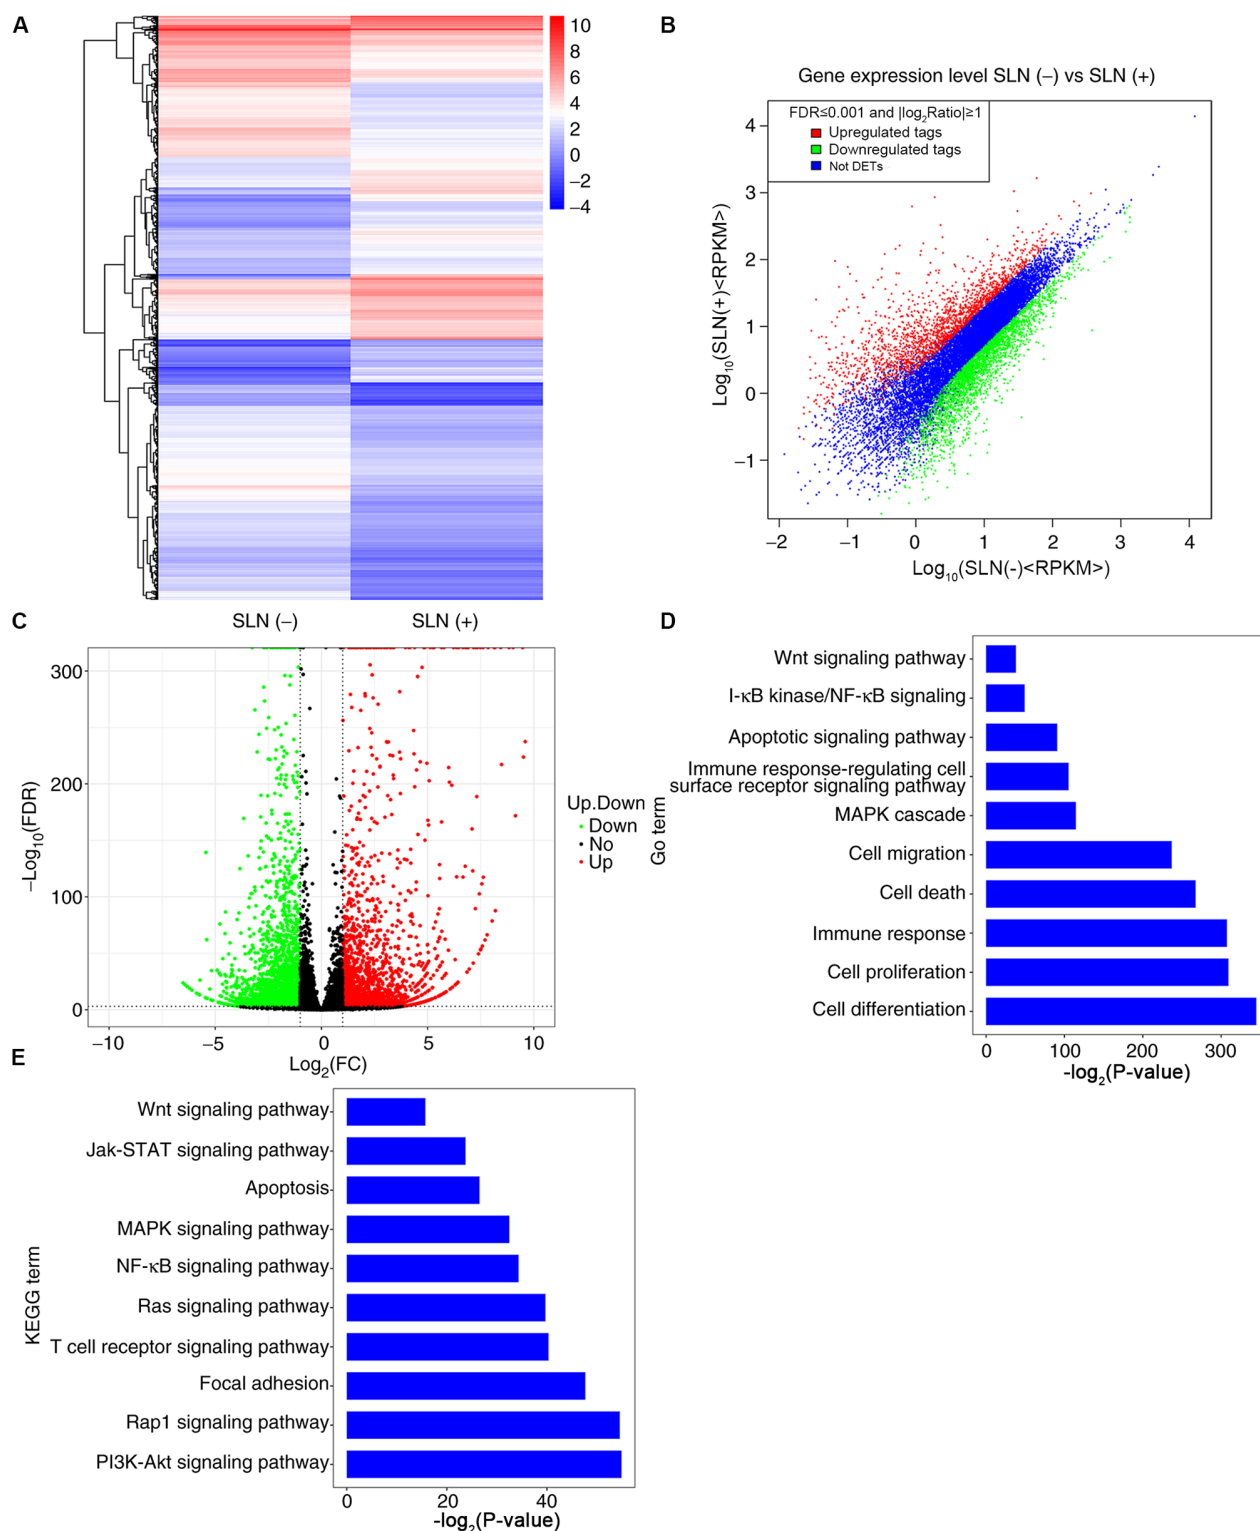 A
10
8
6
4
2
0
−2
−4
SLN (−)
SLN (+)
B
Gene expression level SLN (−) vs SLN (+)
FDR≤0.001 and |log2Ratio|≥1
Upregulated tags
Downregulated tags
Not DETs
4
3
2
1
0
−1
Log10(SLN(+)<RPKM>)
−2
−1
0
1
2
3
4
Log10(SLN(-)<RPKM>)
C
300
200
100
0
−Log10(FDR)
−10
−5
0
5
10
Log2(FC)
Up.Down
Down
No
Up
D
Go term
Wnt signaling pathway
I-κB kinase/NF-κB signaling
Apoptotic signaling pathway
Immune response-regulating cell
surface receptor signaling pathway
MAPK cascade
Cell migration
Cell death
Immune response
Cell proliferation
Cell differentiation
0
100
200
300
-log2(P-value)
E
KEGG term
Wnt signaling pathway
Jak-STAT signaling pathway
Apoptosis
MAPK signaling pathway
NF-κB signaling pathway
Ras signaling pathway
T cell receptor signaling pathway
Focal adhesion
Rap1 signaling pathway
PI3K-Akt signaling pathway
0
20
40
-log2(P-value)